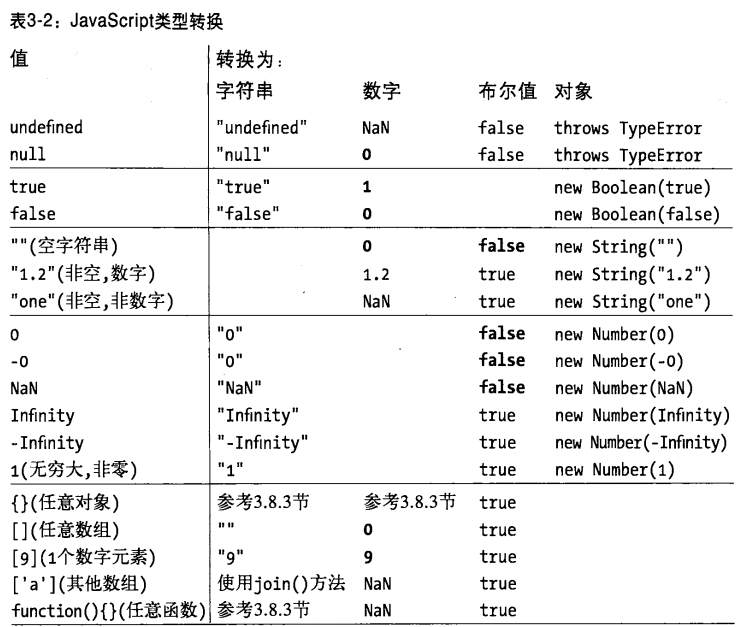 表3-2：JavaScript类型转换
值 转换为：
字符串 数字 布尔值 对象
undefined "undefined" NaN false throws TypeError
null "null" 0 false throws TypeError
true "true" 1 new Boolean(true)
false "false" 0 new Boolean(false)
""(空字符串) 0 false new String("")
"1.2"(非空,数字) 1.2 true new String("1.2")
"one"(非空,非数字) NaN true new String("one")
0 "0" false new Number(0)
-0 "0" false new Number(-0)
NaN "NaN" false new Number(NaN)
Infinity "Infinity" true new Number(Infinity)
-Infinity "-Infinity" true new Number(-Infinity)
1(无穷大,非零) "1" true new Number(1)
{}(任意对象) 参考3.8.3节 参考3.8.3节 true
[](任意数组) "" 0 true
[9](1个数字元素) "9" 9 true
['a'](其他数组) 使用join()方法 NaN true
function(){}(任意函数) 参考3.8.3节 NaN true